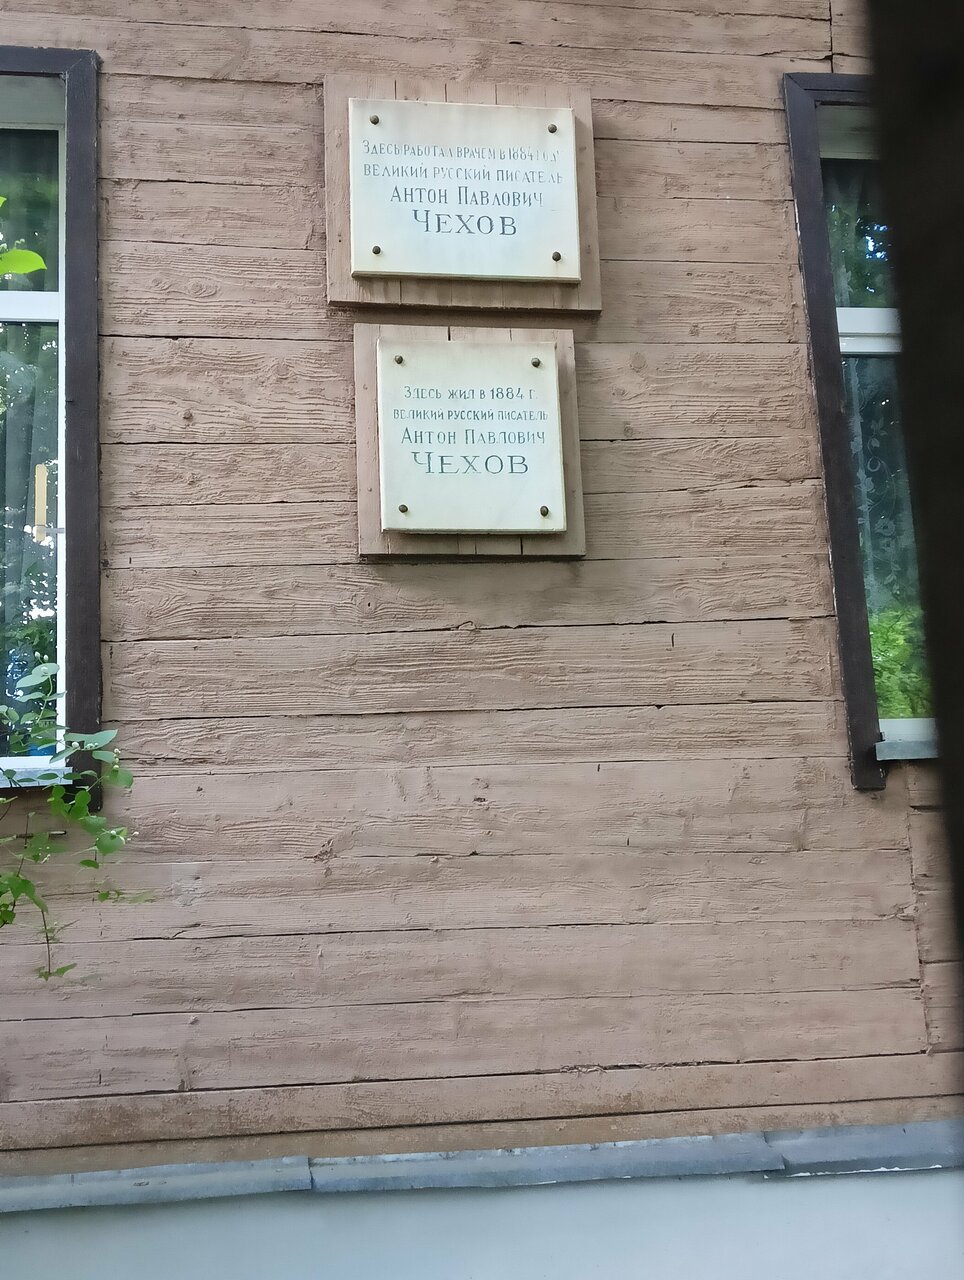 Здесь работал врачем в 1884 году
великий русский писатель
Антон Павлович
Чехов
Здесь жил в 1884 г.
великий русский писатель
Антон Павлович
Чехов